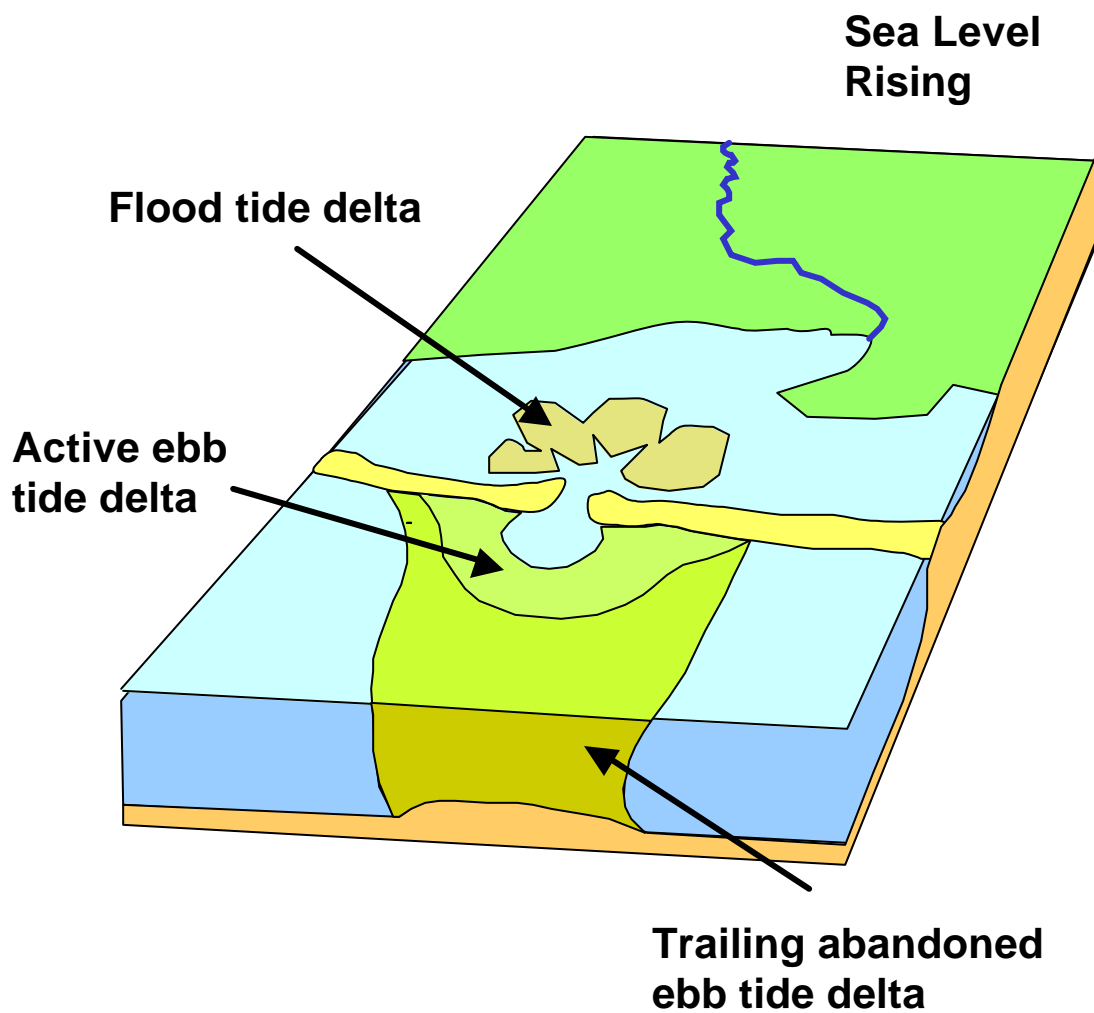 Sea Level
Rising
Flood tide delta
Active ebb
tide delta
Trailing abandoned
ebb tide delta